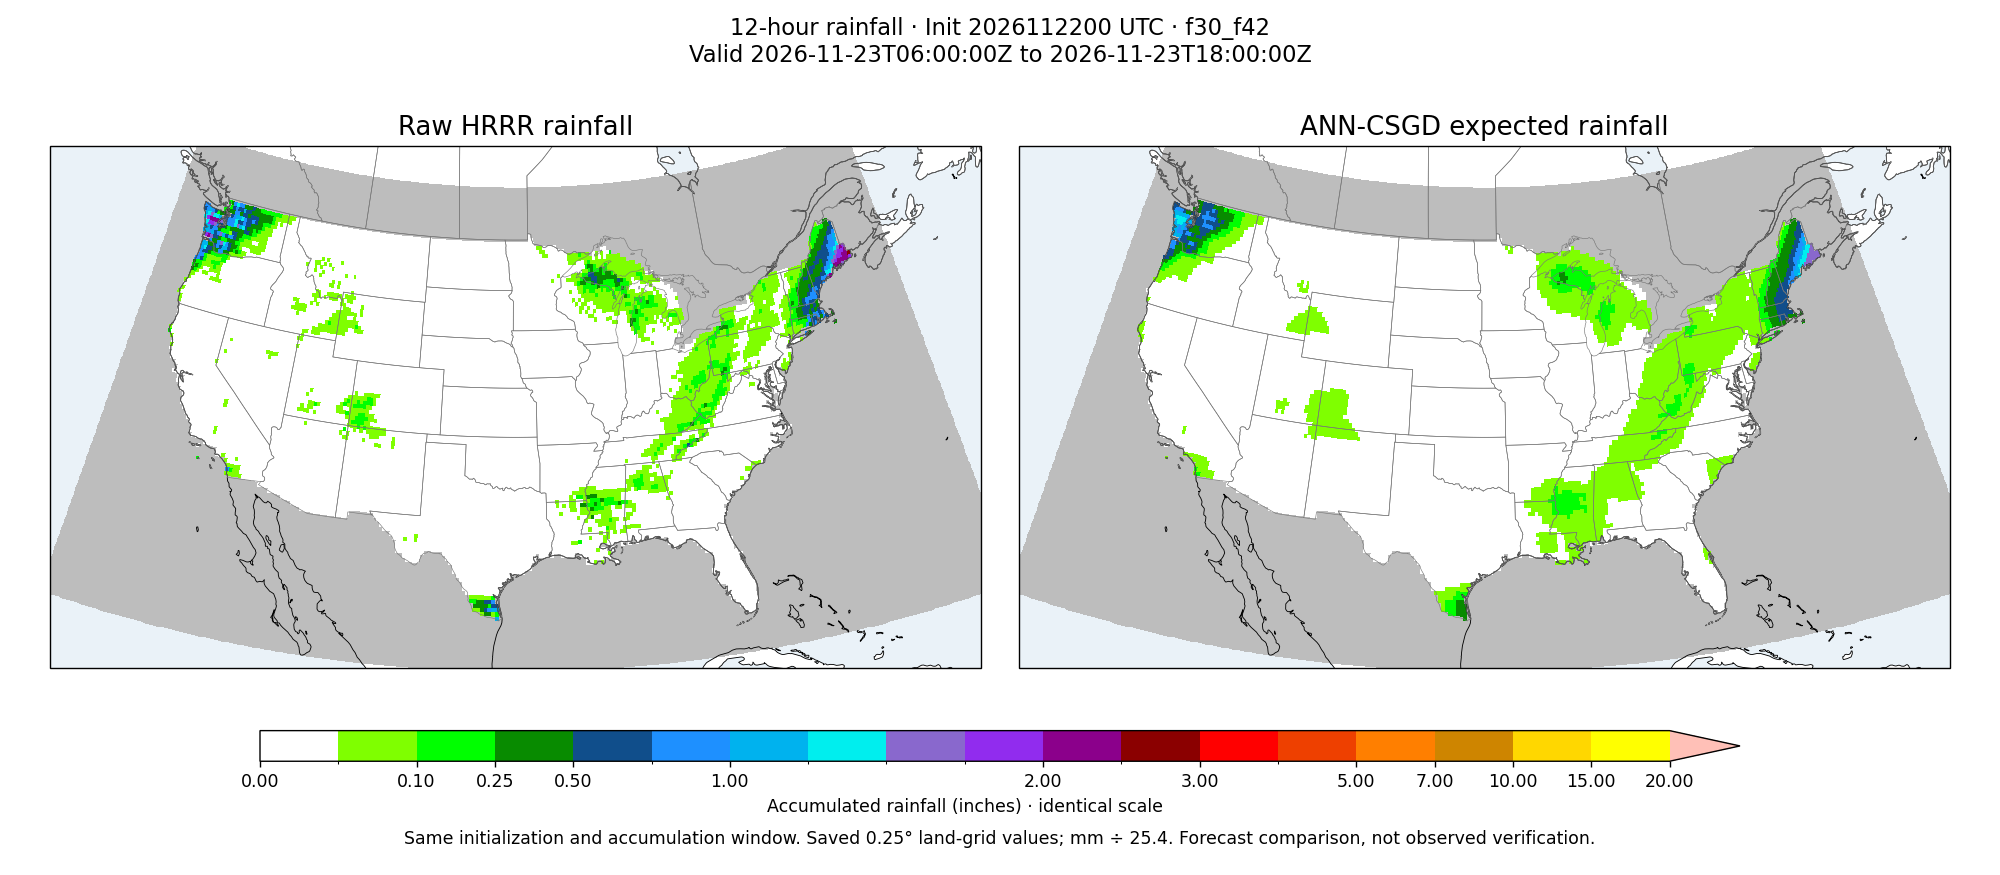 12-hour rainfall · Init 2026112200 UTC · f30_f42
Valid 2026-11-23T06:00:00Z to 2026-11-23T18:00:00Z
Raw HRRR rainfall
ANN-CSGD expected rainfall
0.00 0.10 0.25 0.50 1.00 2.00 3.00 5.00 7.00 10.00 15.00 20.00
Accumulated rainfall (inches) · identical scale
Same initialization and accumulation window. Saved 0.25° land-grid values; mm ÷ 25.4. Forecast comparison, not observed verification.